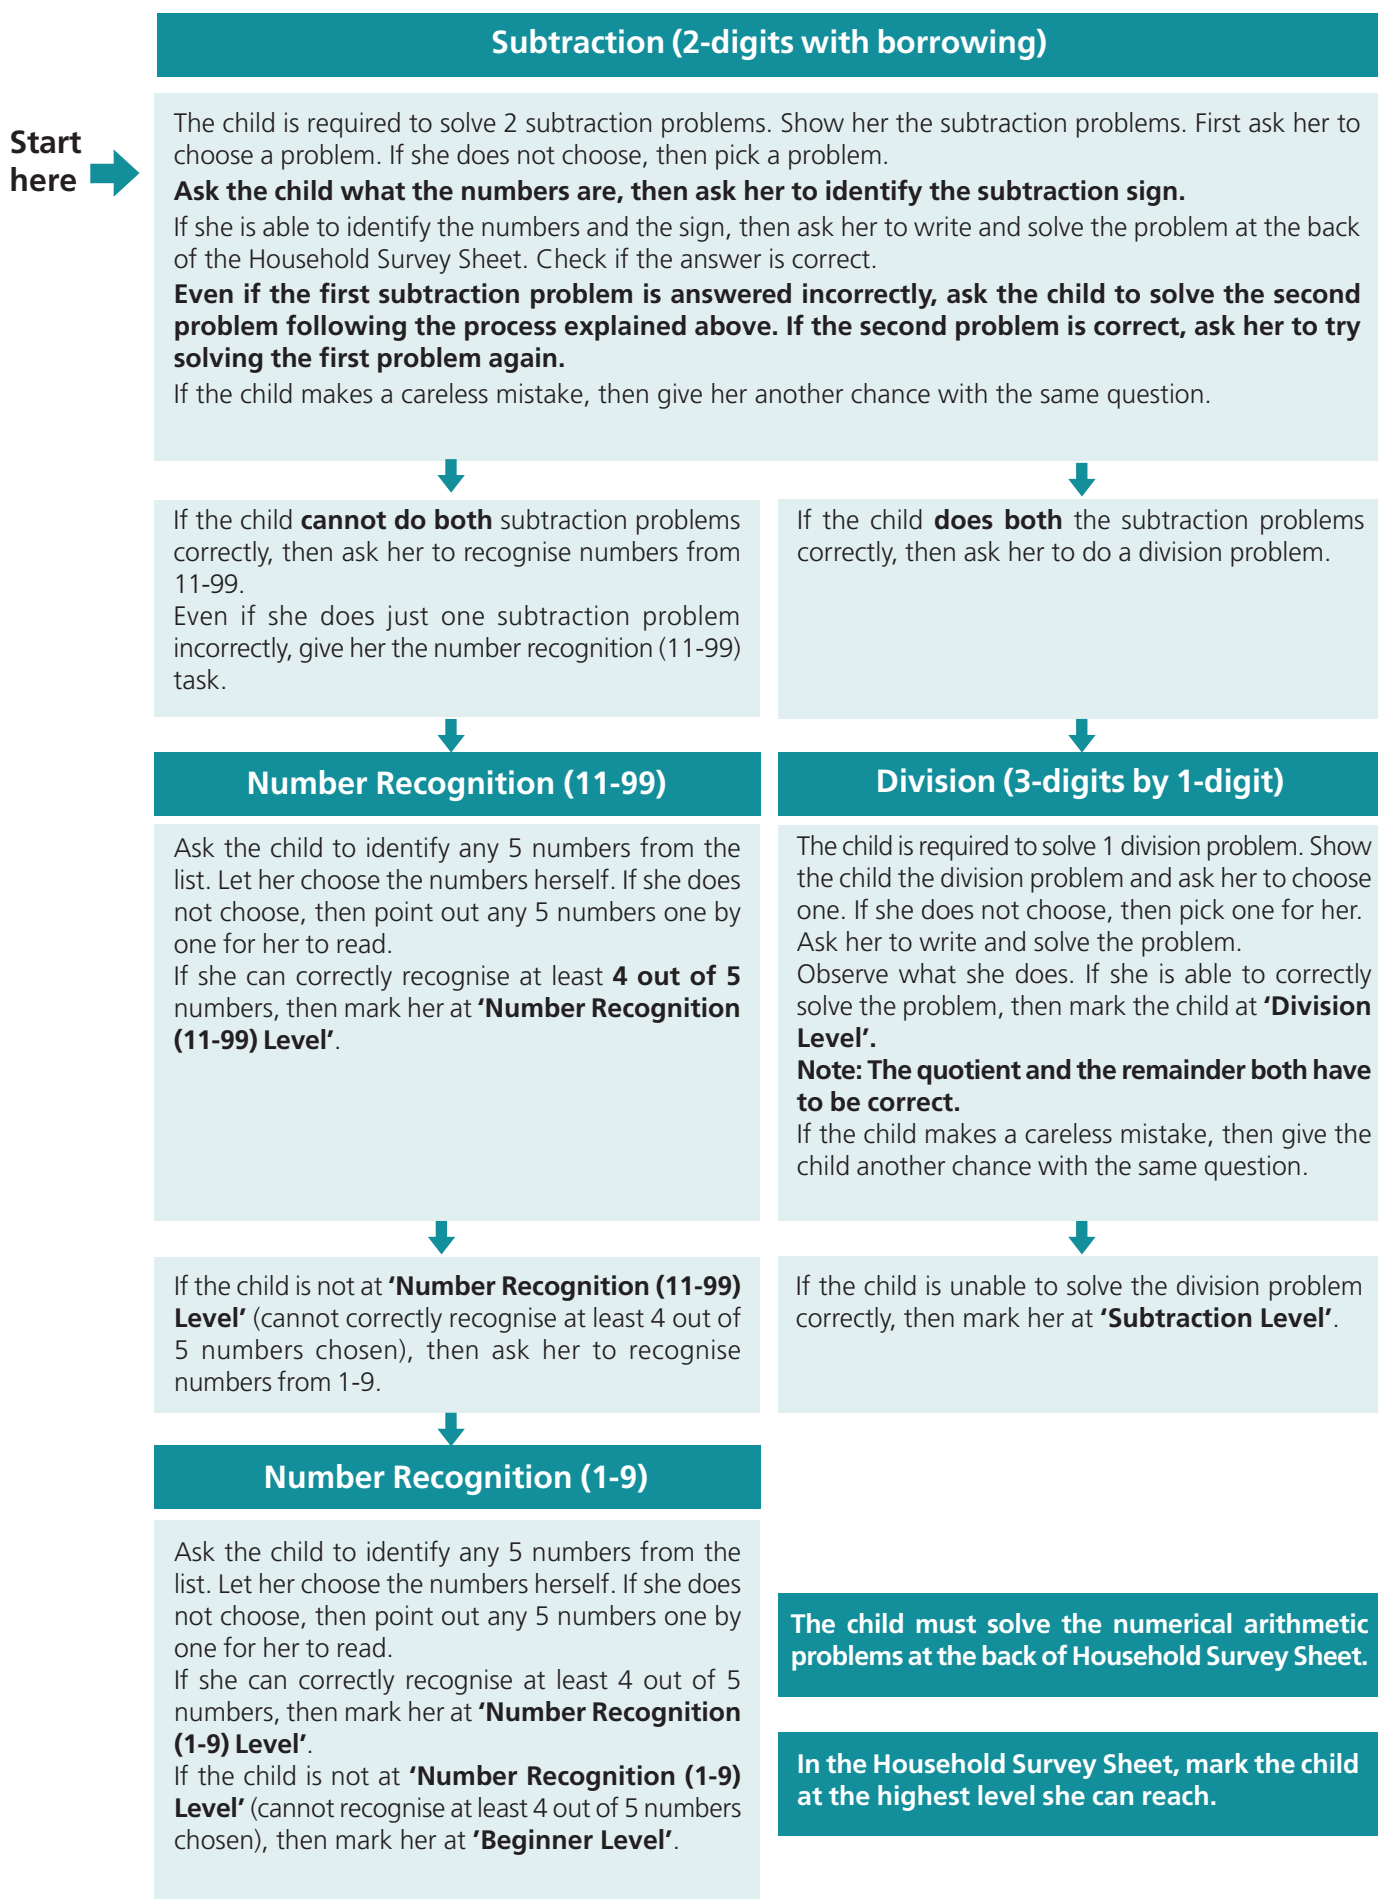 Subtraction (2-digits with borrowing)
Start
here
The child is required to solve 2 subtraction problems. Show her the subtraction problems. First ask her to
choose a problem. If she does not choose, then pick a problem.
Ask the child what the numbers are, then ask her to identify the subtraction sign.
If she is able to identify the numbers and the sign, then ask her to write and solve the problem at the back
of the Household Survey Sheet. Check if the answer is correct.
Even if the first subtraction problem is answered incorrectly, ask the child to solve the second
problem following the process explained above. If the second problem is correct, ask her to try
solving the first problem again.
If the child makes a careless mistake, then give her another chance with the same question.
If the child cannot do both subtraction problems
correctly, then ask her to recognise numbers from
11-99.
Even if she does just one subtraction problem
incorrectly, give her the number recognition (11-99)
task.
If the child does both the subtraction problems
correctly, then ask her to do a division problem.
Number Recognition (11-99)
Ask the child to identify any 5 numbers from the
list. Let her choose the numbers herself. If she does
not choose, then point out any 5 numbers one by
one for her to read.
If she can correctly recognise at least 4 out of 5
numbers, then mark her at ‘Number Recognition
(11-99) Level’.
Division (3-digits by 1-digit)
The child is required to solve 1 division problem. Show
the child the division problem and ask her to choose
one. If she does not choose, then pick one for her.
Ask her to write and solve the problem.
Observe what she does. If she is able to correctly
solve the problem, then mark the child at ‘Division
Level’.
Note: The quotient and the remainder both have
to be correct.
If the child makes a careless mistake, then give the
child another chance with the same question.
If the child is not at ‘Number Recognition (11-99)
Level’ (cannot correctly recognise at least 4 out of
5 numbers chosen), then ask her to recognise
numbers from 1-9.
If the child is unable to solve the division problem
correctly, then mark her at ‘Subtraction Level’.
Number Recognition (1-9)
Ask the child to identify any 5 numbers from the
list. Let her choose the numbers herself. If she does
not choose, then point out any 5 numbers one by
one for her to read.
If she can correctly recognise at least 4 out of 5
numbers, then mark her at ‘Number Recognition
(1-9) Level’.
If the child is not at ‘Number Recognition (1-9)
Level’ (cannot recognise at least 4 out of 5 numbers
chosen), then mark her at ’Beginner Level’.
The child must solve the numerical arithmetic
problems at the back of Household Survey Sheet.
In the Household Survey Sheet, mark the child
at the highest level she can reach.